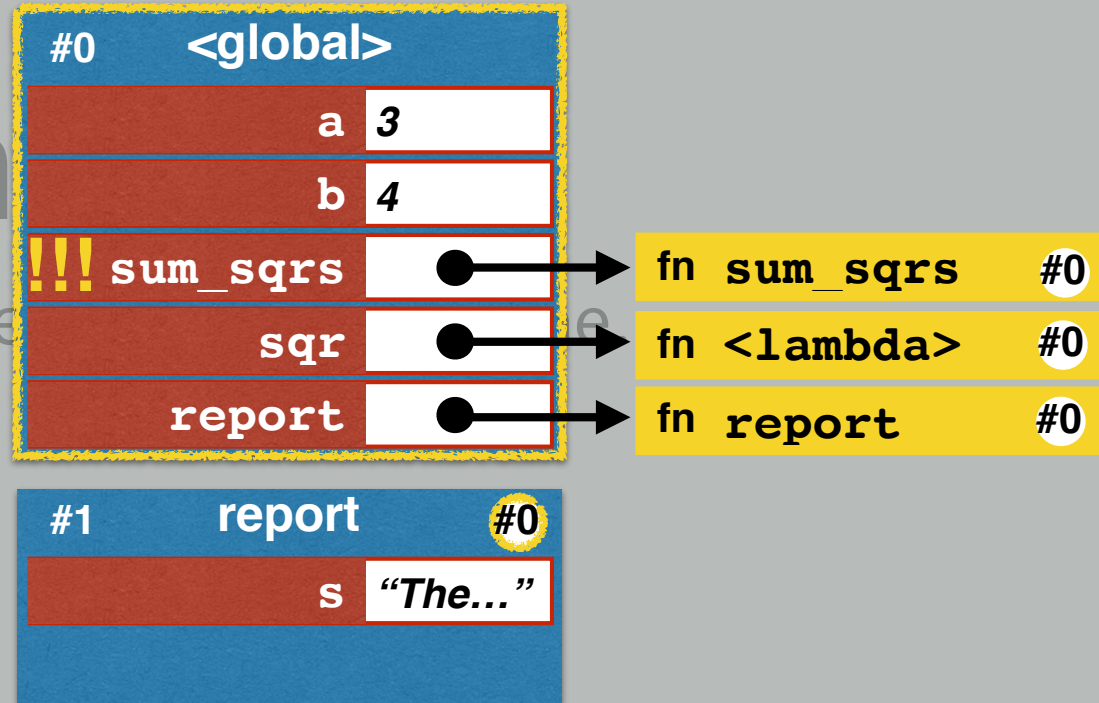 #0 <global>
a 3
b 4
!!! sum_sqrs fn sum_sqrs #0
sqr fn <lambda> #0
report fn report #0
#1 report #0
s “The...”